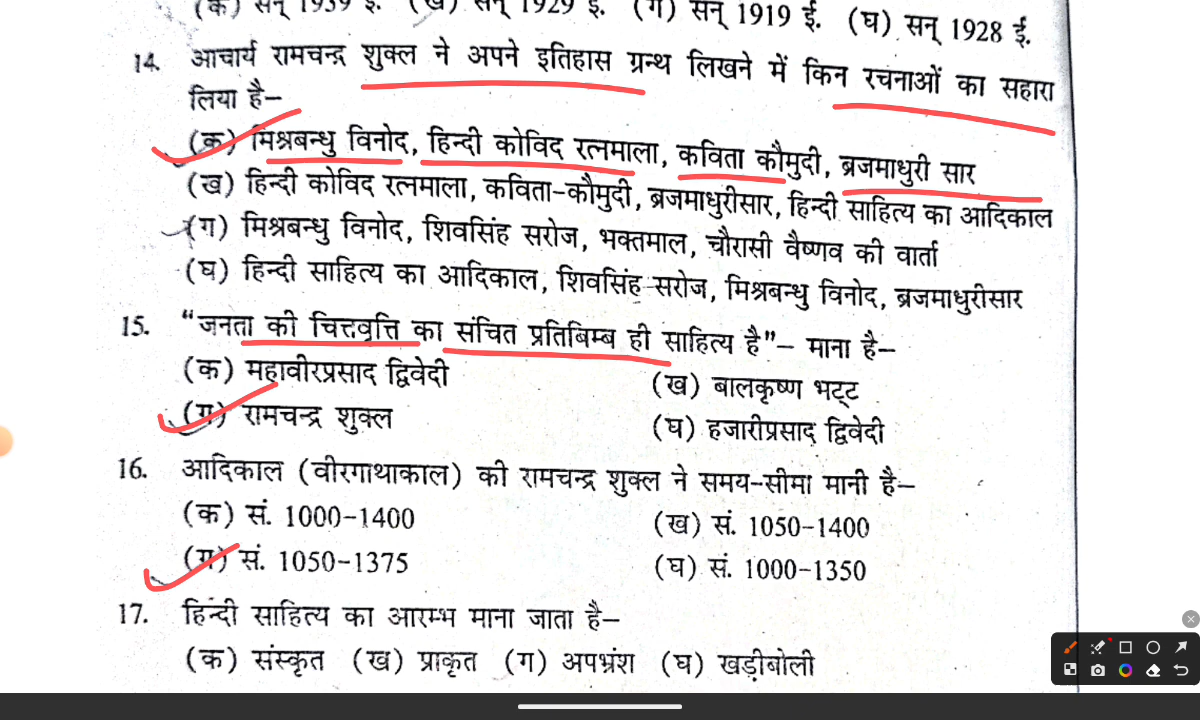 (क) सन् 1939 ई. (ख) सन् 1929 ई. (ग) सन् 1919 ई. (घ) सन् 1928 ई.
14. आचार्य रामचन्द्र शुक्ल ने अपने इतिहास ग्रन्थ लिखने में किन रचनाओं का सहारा
लिया है–
(क) मिश्रबन्धु विनोद, हिन्दी कोविद रत्नमाला, कविता कौमुदी, ब्रजमाधुरी सार
(ख) हिन्दी कोविद रत्नमाला, कविता-कौमुदी, ब्रजमाधुरीसार, हिन्दी साहित्य का आदिकाल
(ग) मिश्रबन्धु विनोद, शिवसिंह सरोज, भक्तमाल, चौरासी वैष्णव की वार्ता
(घ) हिन्दी साहित्य का आदिकाल, शिवसिंह सरोज, मिश्रबन्धु विनोद, ब्रजमाधुरीसार
15. “जनता की चित्तवृत्ति का संचित प्रतिबिम्ब ही साहित्य है”– माना है–
(क) महावीरप्रसाद द्विवेदी (ख) बालकृष्ण भट्ट
(ग) रामचन्द्र शुक्ल (घ) हजारीप्रसाद द्विवेदी
16. आदिकाल (वीरगाथाकाल) की रामचन्द्र शुक्ल ने समय-सीमा मानी है–
(क) सं. 1000-1400 (ख) सं. 1050-1400
(ग) सं. 1050-1375 (घ) सं. 1000-1350
17. हिन्दी साहित्य का आरम्भ माना जाता है–
(क) संस्कृत (ख) प्राकृत (ग) अपभ्रंश (घ) खड़ीबोली